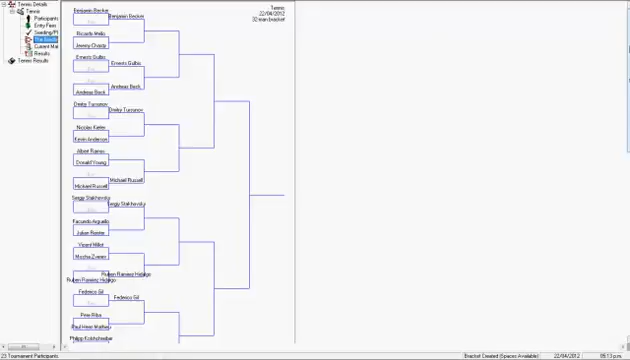 Tennis Details
Tennis
Participants
Entry Fees
Seeding/Pl
The Bracket
Current Mat
Results
Tennis Results
Tennis
22/04/2012
32 man bracket
Benjamin Becker
Benjamin Becker
Ricardo Mello
Jeremy Chardy
Ernests Gulbis
Ernests Gulbis
Andreas Beck
Andreas Beck
Dmitry Tursunov
Dmitry Tursunov
Nicolas Kiefer
Kevin Anderson
Albert Ramos
Donald Young
Michael Russell
Michael Russell
Sergiy Stakhovsky
Sergiy Stakhovsky
Facundo Arguello
Julian Reister
Vincent Millot
Mischa Zverev
Ruben Ramirez Hidalgo
Ruben Ramirez Hidalgo
Federico Gil
Federico Gil
Pere Riba
Paul Henri Mathieu
Philipp Kohlschreiber
23 Tournament Participants
Bracket Created (Spaces Available)
22/04/2012